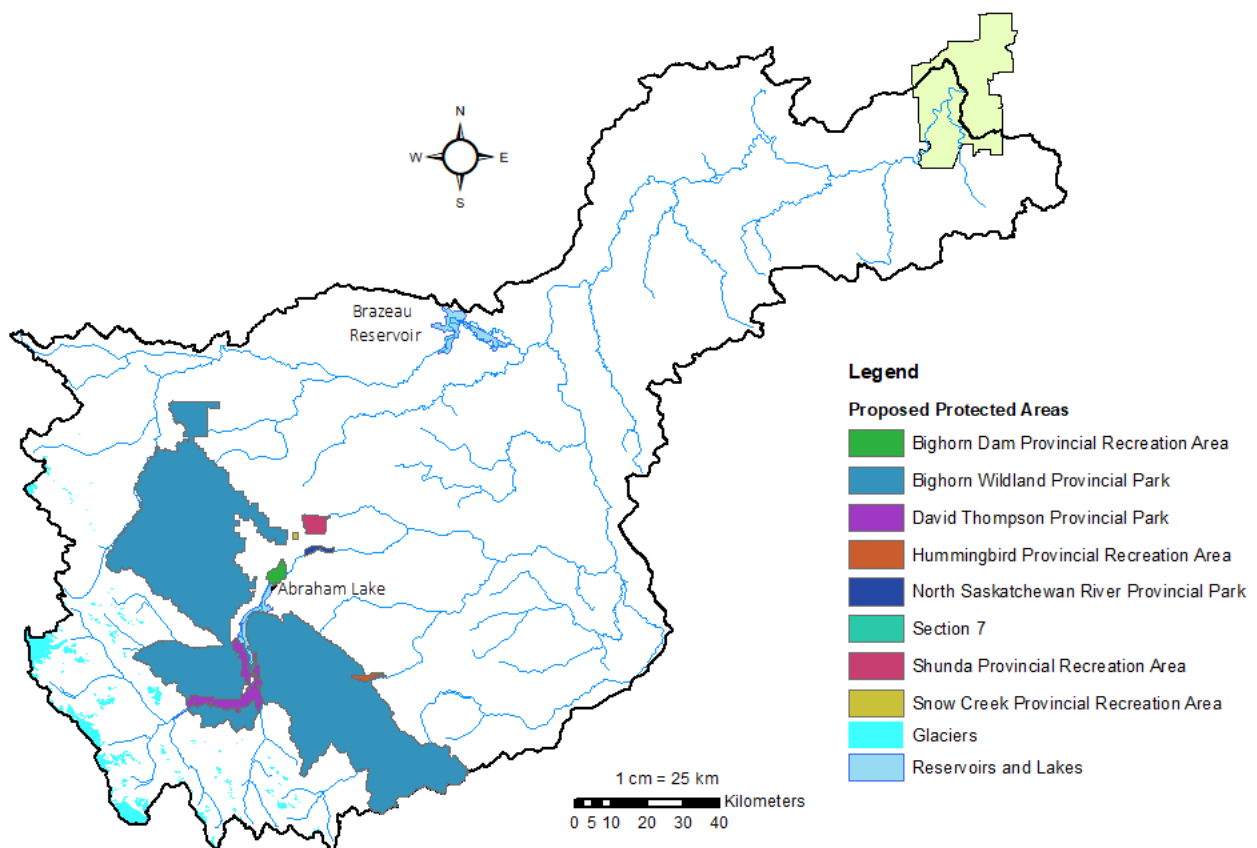 N
W E
S
Brazeau
Reservoir
Abraham Lake
Legend
Proposed Protected Areas
Bighorn Dam Provincial Recreation Area
Bighorn Wildland Provincial Park
David Thompson Provincial Park
Hummingbird Provincial Recreation Area
North Saskatchewan River Provincial Park
Section 7
Shunda Provincial Recreation Area
Snow Creek Provincial Recreation Area
Glaciers
Reservoirs and Lakes
1 cm = 25 km
Kilometers
0 5 10 20 30 40